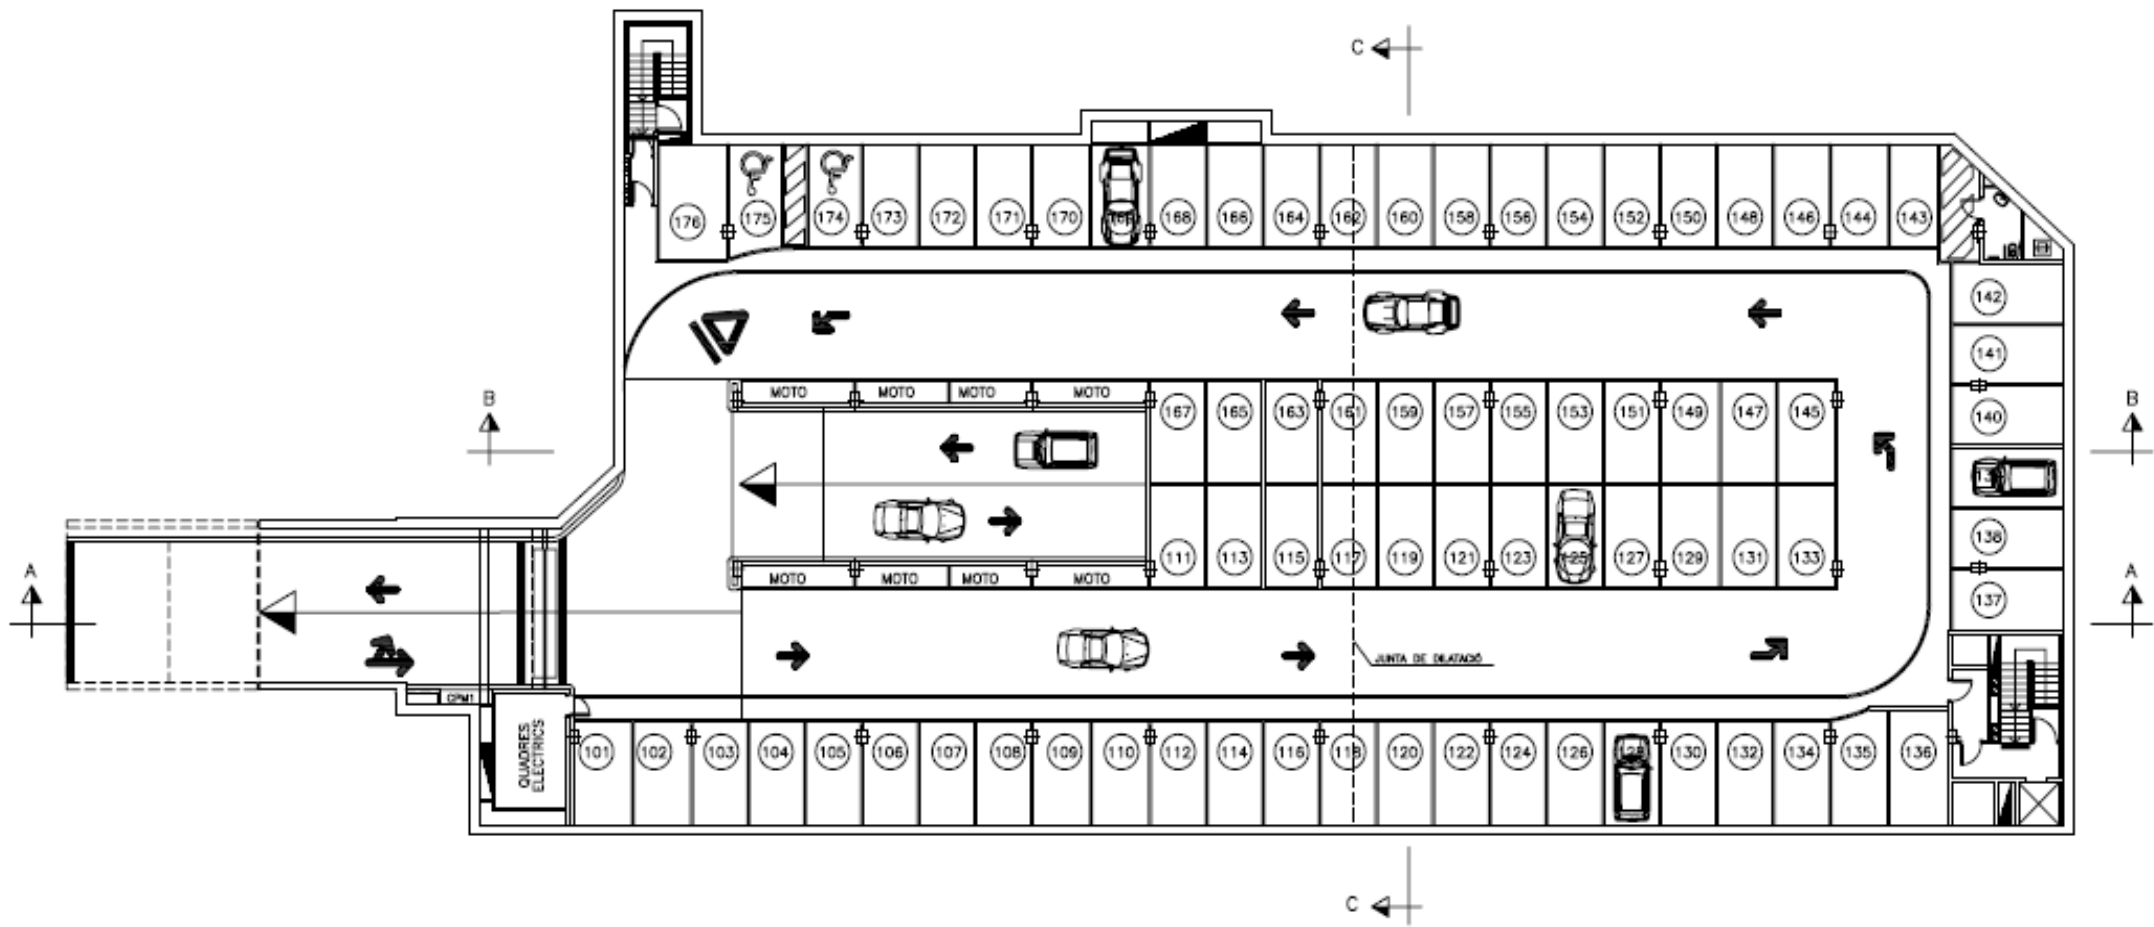 C
176 175 174 173 172 171 170 168 166 164 162 160 158 156 154 152 150 148 146 144 143
142
141
MOTO MOTO MOTO MOTO
B
B
167 165 163 161 159 157 155 153 151 149 147 145
140
138
111 113 115 117 119 121 123 125 127 129 131 133
MOTO MOTO MOTO MOTO
A
A
137
JUNTA DE DILATACIÓ
CPM1
QUADRES
ELECTRICS
101 102 103 104 105 106 107 108 109 110 112 114 116 118 120 122 124 126 128 130 132 134 135 136
C